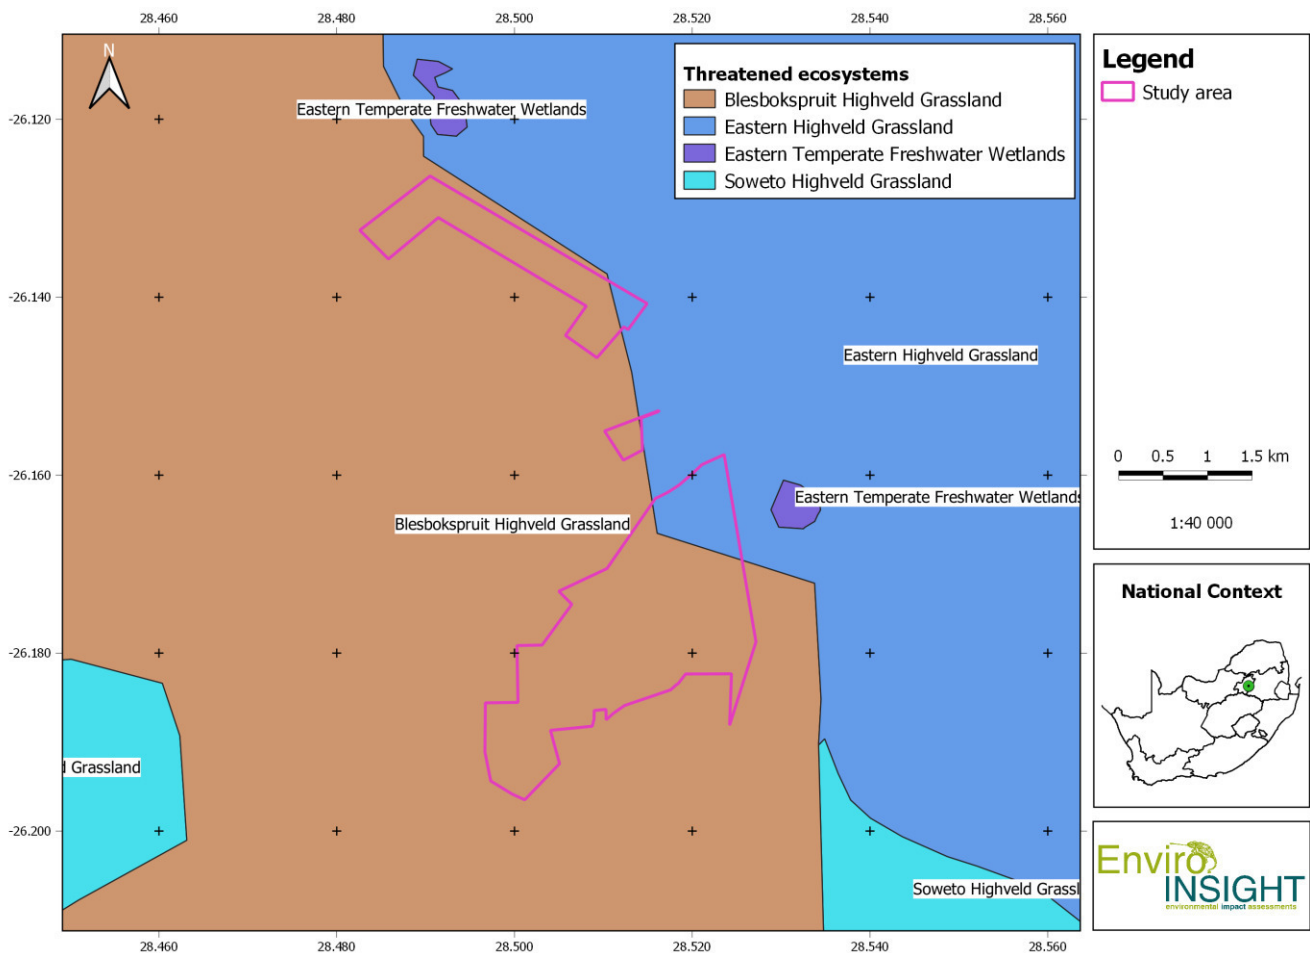 28.460 28.480 28.500 28.520 28.540 28.560
N
Threatened ecosystems
Blesbokspruit Highveld Grassland
Eastern Highveld Grassland
Eastern Temperate Freshwater Wetlands
Soweto Highveld Grassland
Legend
Study area
Eastern Temperate Freshwater Wetlands
-26.120
-26.140
Eastern Highveld Grassland
-26.160
Eastern Temperate Freshwater Wetlands
Blesbokspruit Highveld Grassland
0 0.5 1 1.5 km
1:40 000
National Context
-26.180
d Grassland
-26.200
Soweto Highveld Grassl
Enviro
INSIGHT
environmental impact assessments
28.460 28.480 28.500 28.520 28.540 28.560